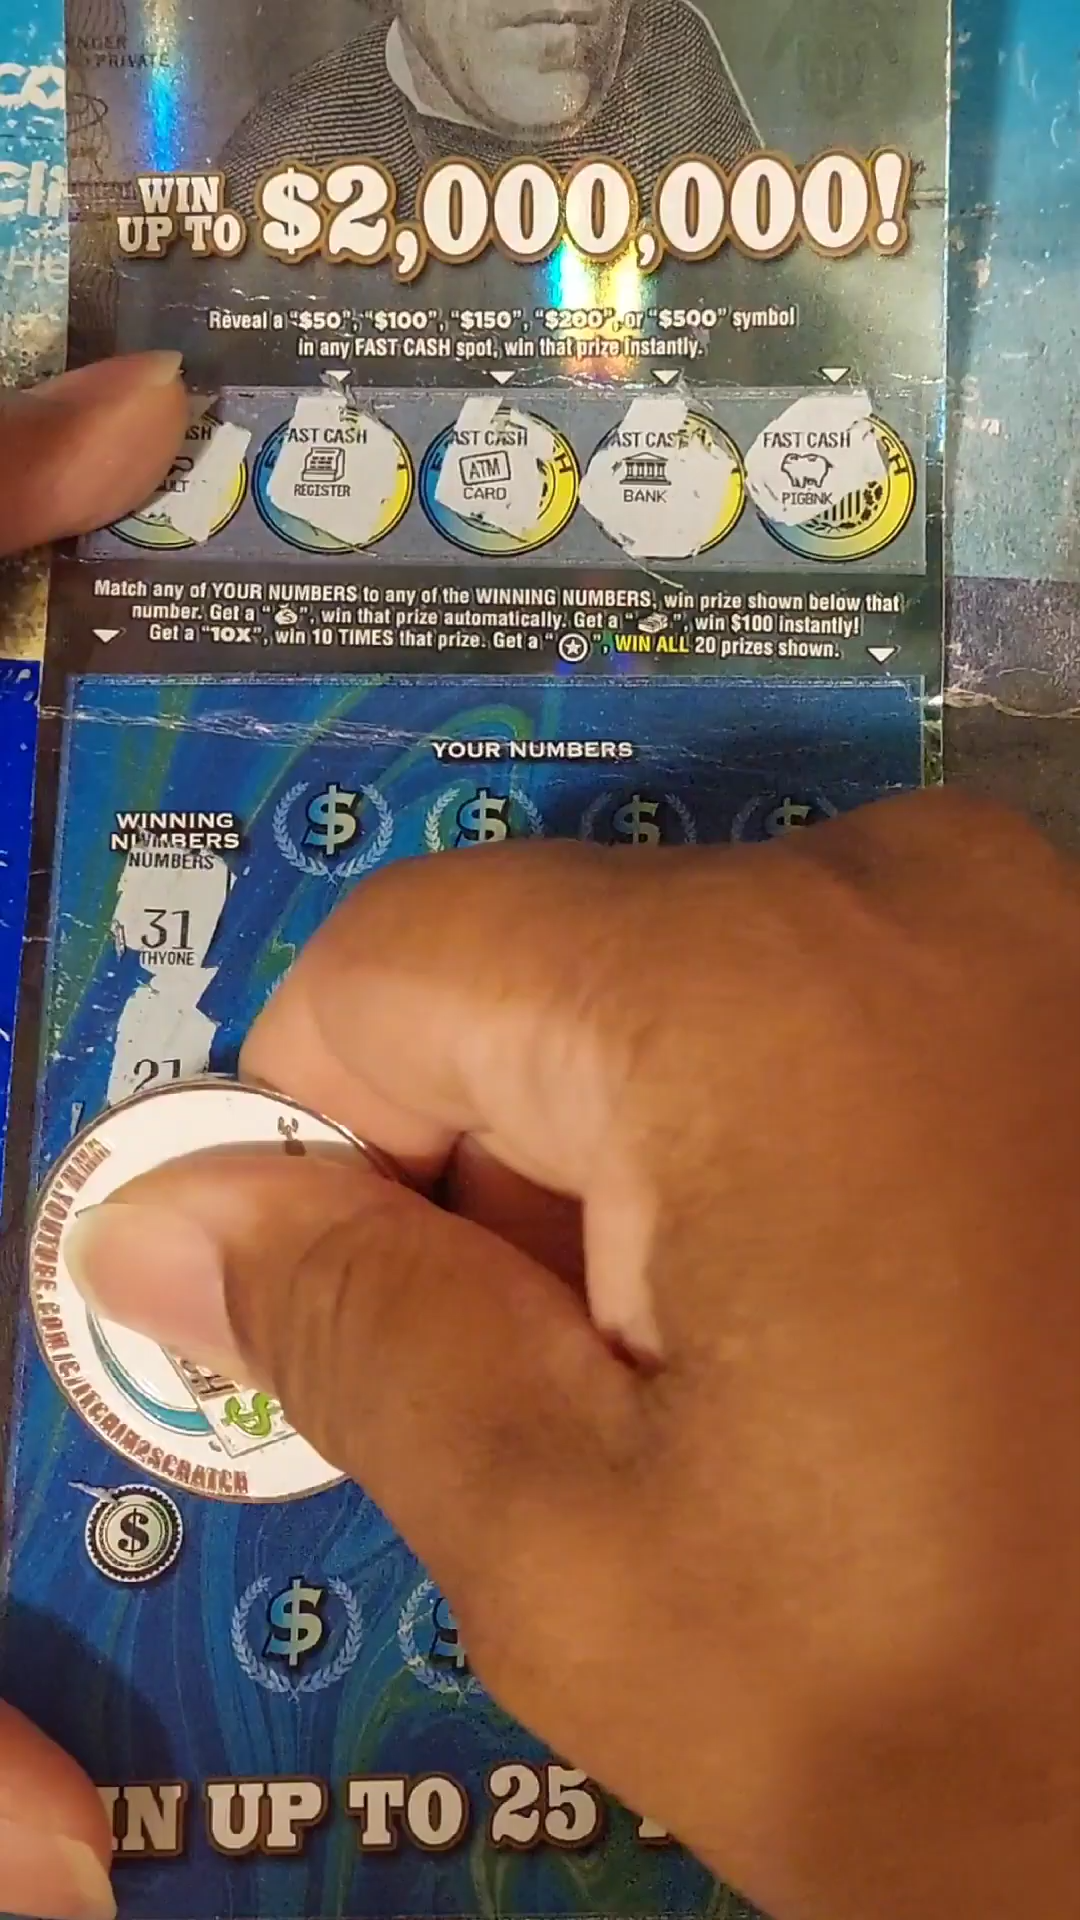 PRIVATE
WIN
UP TO $2,000,000!
Reveal a "$50", "$100", "$150", "$200", or "$500" symbol
in any FAST CASH spot, win that prize instantly.
FAST CASH
REGISTER
FAST CASH
ATM
CARD
FAST CASH
BANK
FAST CASH
PIGBNK
Match any of YOUR NUMBERS to any of the WINNING NUMBERS, win prize shown below that
number. Get a " ", win that prize automatically. Get a " ", win $100 instantly!
Get a "10X", win 10 TIMES that prize. Get a " ", WIN ALL 20 prizes shown.
YOUR NUMBERS
WINNING
NUMBERS
NUMBERS
31
THYONE
$
$
$
$
$
$
IN UP TO 25